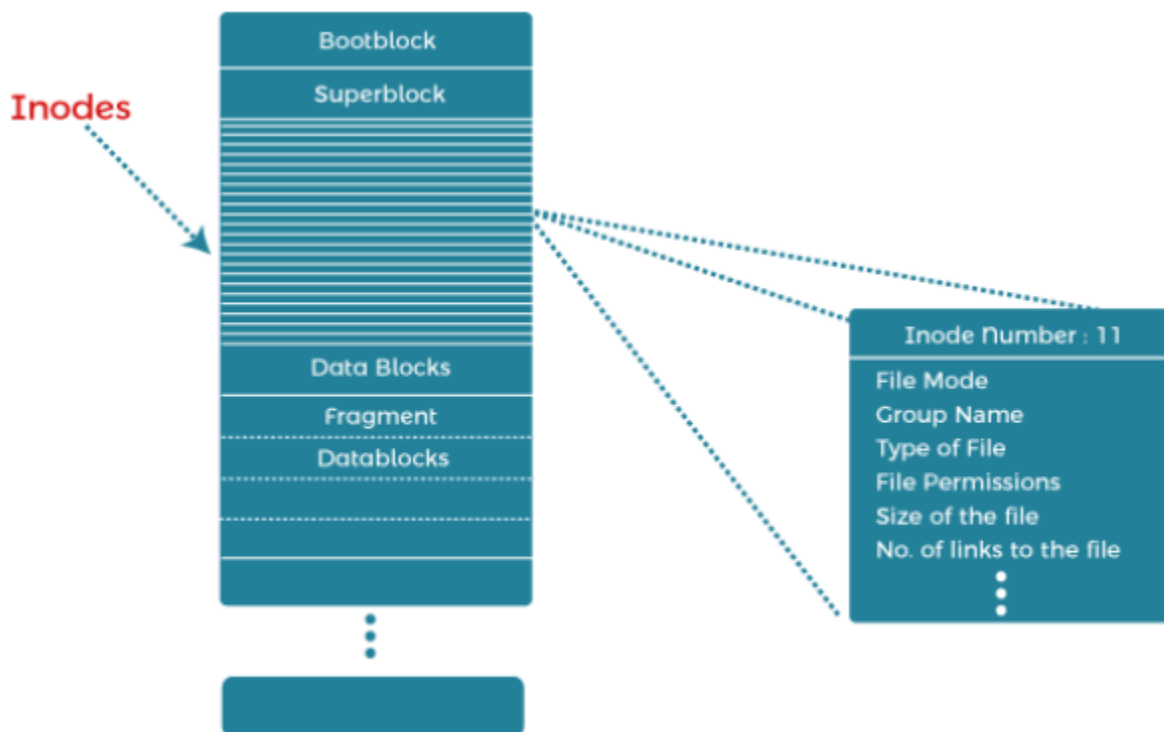 Bootblock
Superblock
Inodes
Data Blocks
Fragment
Datablocks
Inode Number : 11
File Mode
Group Name
Type of File
File Permissions
Size of the file
No. of links to the file